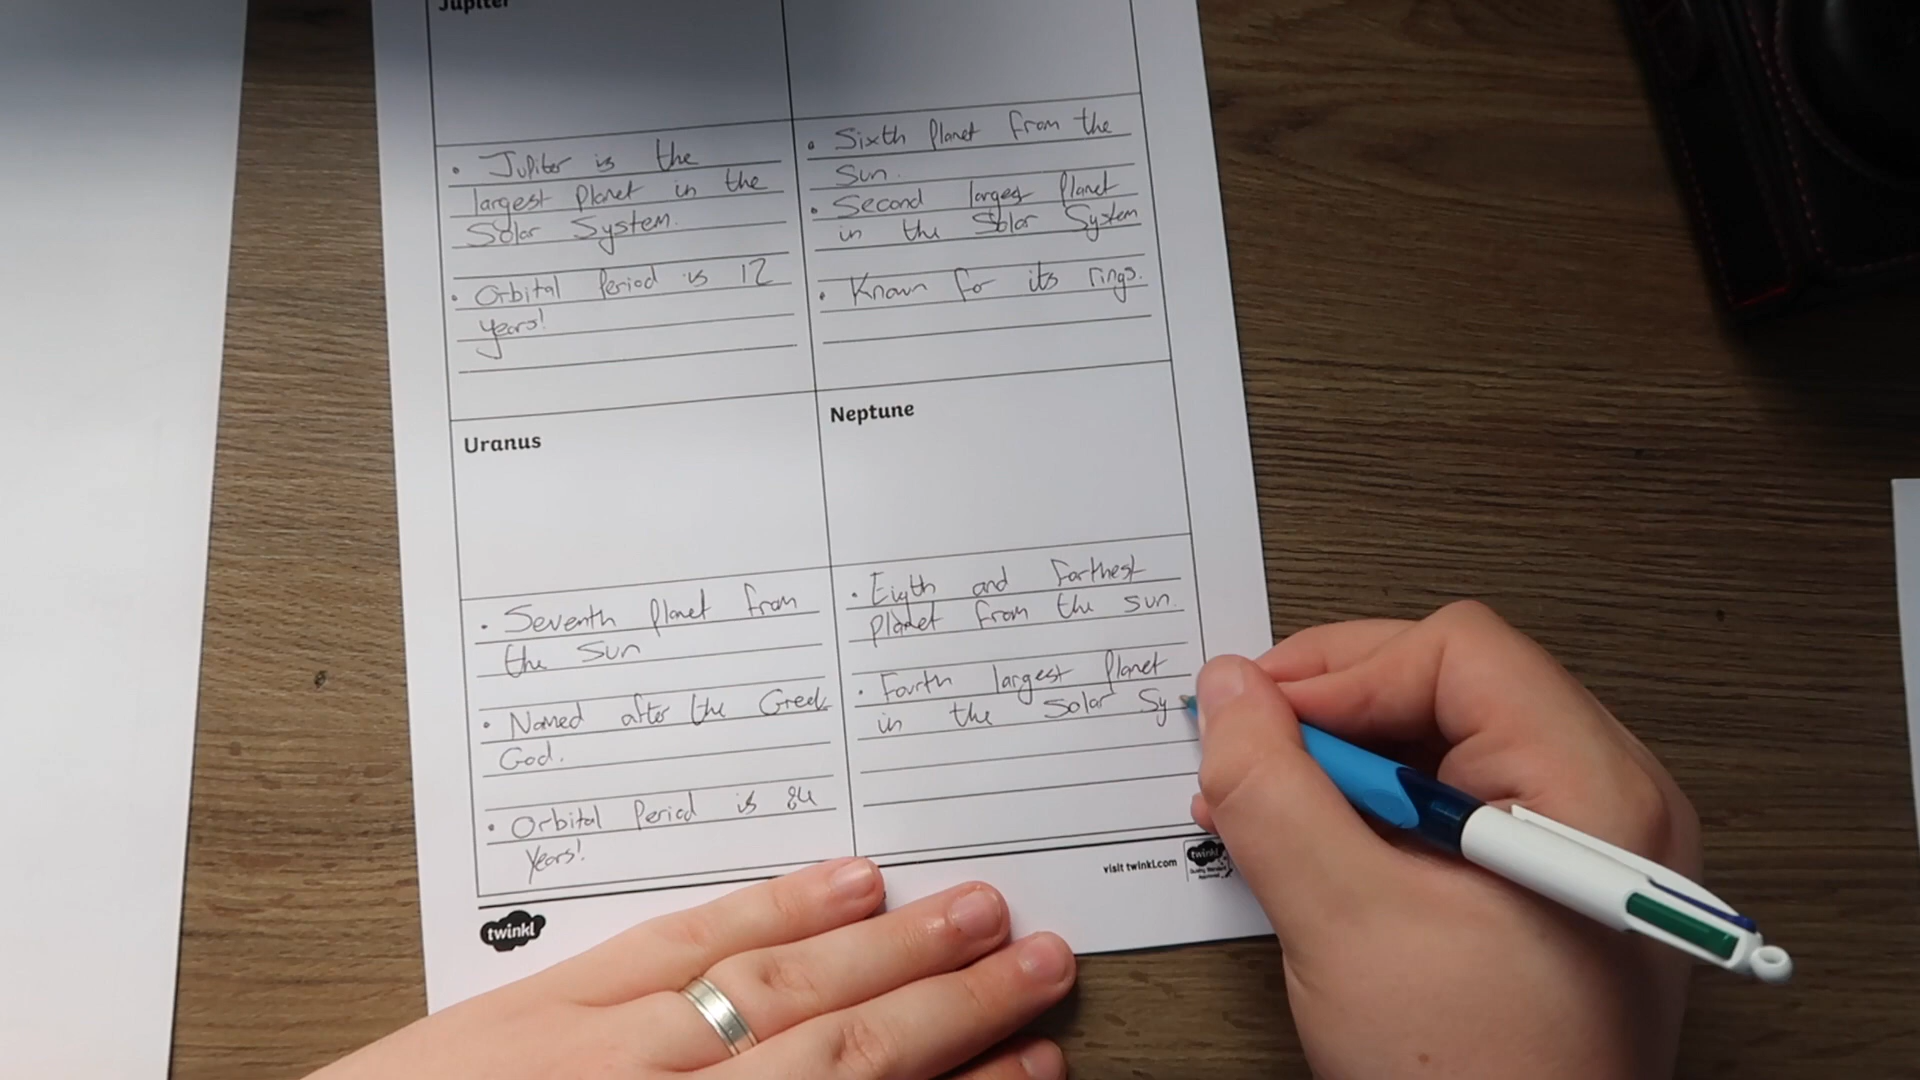 Jupiter
• Jupiter is the
largest Planet in the
Solar System.
• Orbital Period is 12
years!
• Sixth Planet from the
Sun.
• Second largest Planet
in the Solar System
• Known for its rings.
Uranus
• Seventh Planet from
the Sun
• Named after the Greek
God.
• Orbital Period is 84
Years!
Neptune
• Eigth and Farthest
Planet from the sun.
• Fourth largest Planet
in the Solar Sys
twinkl
visit twinkl.com
twinkl